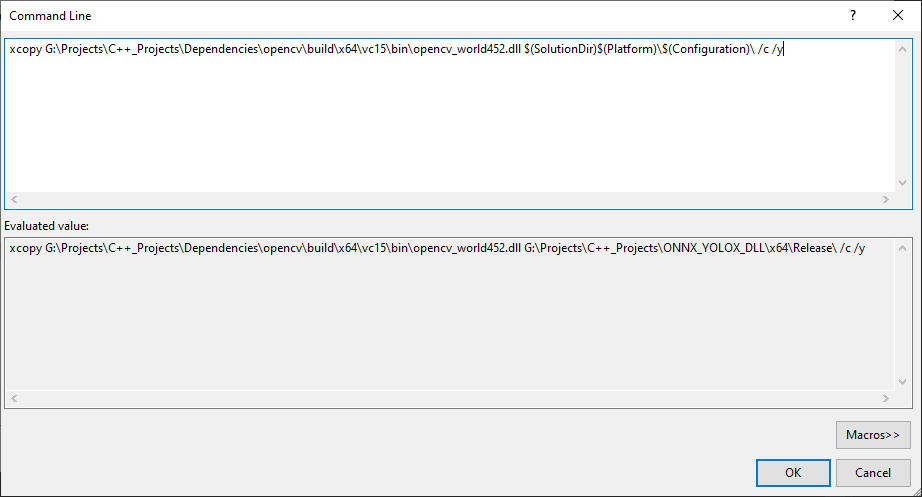 Command Line
?
xcopy G:\Projects\C++_Projects\Dependencies\opencv\build\x64\vc15\bin\opencv_world452.dll $(SolutionDir)$(Platform)\$(Configuration)\ /c /y
Evaluated value:
xcopy G:\Projects\C++_Projects\Dependencies\opencv\build\x64\vc15\bin\opencv_world452.dll G:\Projects\C++_Projects\ONNX_YOLOX_DLL\x64\Release\ /c /y
Macros>>
OK
Cancel